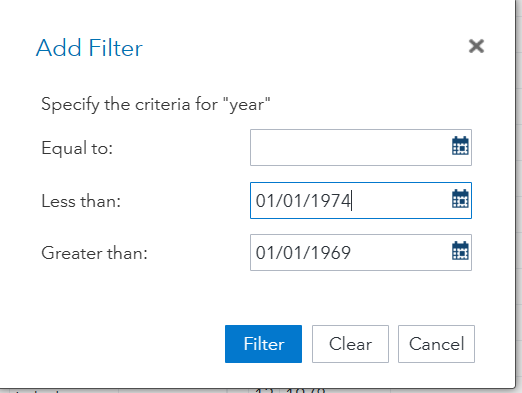 Add Filter
Specify the criteria for "year"
Equal to:
Less than: 01/01/1974
Greater than: 01/01/1969
Filter Clear Cancel